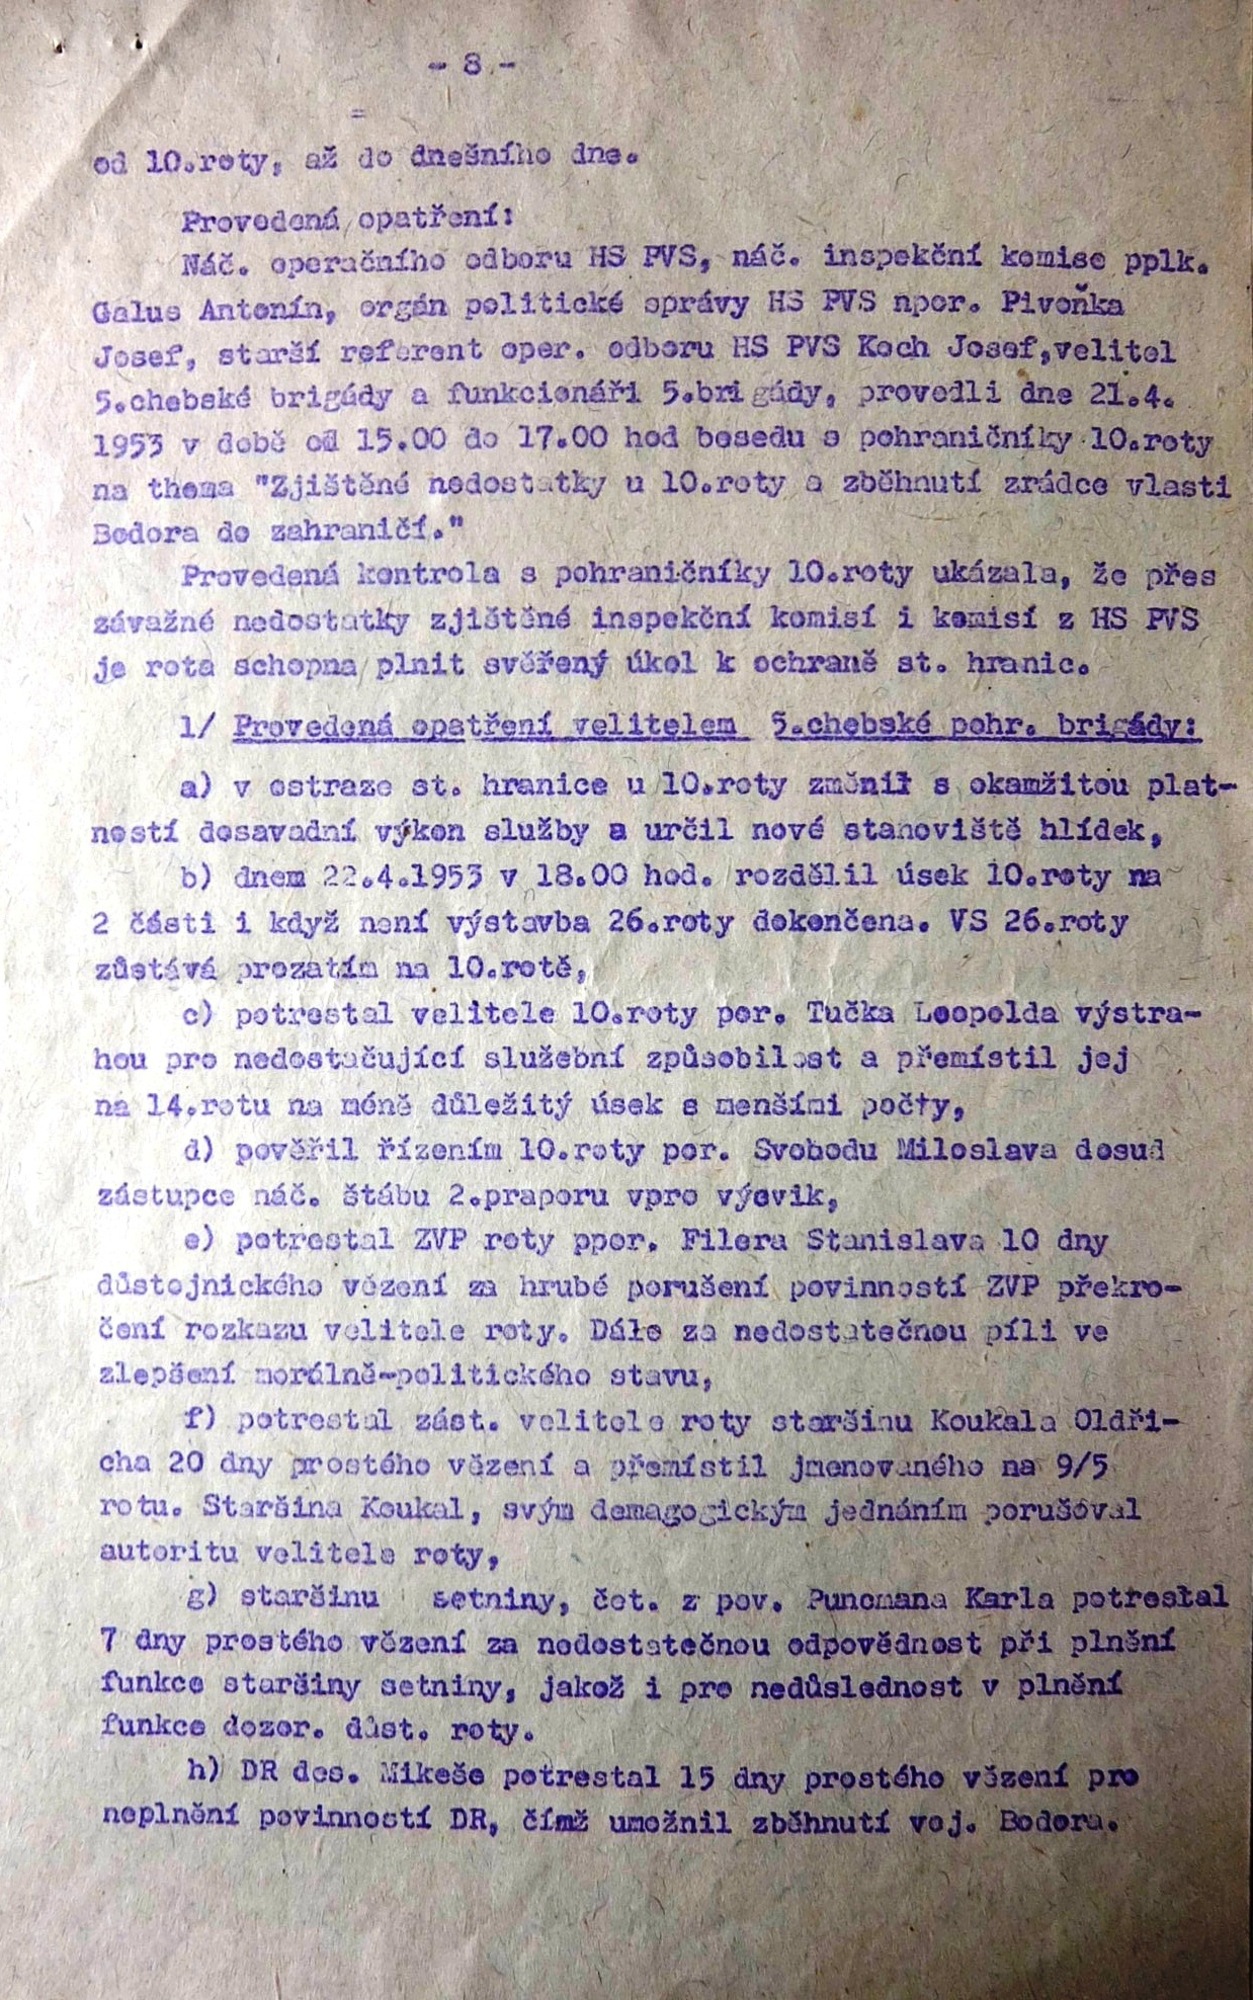 - 8 -
=
od 10.roty, až do dnešního dne.
Provedená opatření:
Náč. operačního odboru HS PVS, náč. inspekční komise pplk.
Galus Antonín, orgán politické správy HS PVS npor. Pivoňka
Josef, starší referent oper. odboru HS PVS Koch Josef,velitel
5.chebské brigády a funkcionáři 5.brigády, provedli dne 21.4.
1953 v době od 15.00 do 17.00 hod besedu s pohraničníky 10.roty
na thema "Zjištěné nedostatky u 10.roty a zběhnutí zrádce vlasti
Bodora do zahraničí."
Provedená kontrola s pohraničníky 10.roty ukázala, že přes
závažné nedostatky zjištěné inspekční komisí i komisí z HS PVS
je rota schopna plnit svěřený úkol k ochraně st. hranic.
1/ Provedená opatření velitelem 5.chebské pohr. brigády:
a) v ostraze st. hranice u 10.roty změnil s okamžitou plat-
ností dosavadní výkon služby a určil nové stanoviště hlídek,
b) dnem 22.4.1953 v 18.00 hod. rozdělil úsek 10.roty na
2 části i když není výstavba 26.roty dokončena. VS 26.roty
zůstává prozatím na 10.rotě,
c) potrestal velitele 10.roty por. Tučka Leopolda výstra-
hou pro nedostačující služební způsobilost a přemístil jej
na 14.rotu na méně důležitý úsek s menšími počty,
d) pověřil řízením 10.roty por. Svobodu Miloslava dosud
zástupce náč. štábu 2.praporu vpro výcvik,
e) potrestal ZVP roty ppor. Filera Stanislava 10 dny
důstojnického vězení za hrubé porušení povinností ZVP překro-
čení rozkazu velitele roty. Dále za nedostatečnou píli ve
zlepšení morálně-politického stavu,
f) potrestal zást. velitele roty staršinu Koukala Oldři-
cha 20 dny prostého vězení a přemístil jmenovaného na 9/5
rotu. Staršina Koukal, svým demagogickým jednáním porušoval
autoritu velitele roty,
g) staršinu setniny, čet. z pov. Puncmana Karla potrestal
7 dny prostého vězení za nedostatečnou odpovědnost při plnění
funkce staršiny setniny, jakož i pro nedůslednost v plnění
funkce dozor. důst. roty.
h) DR des. Mikeše potrestal 15 dny prostého vězení pro
neplnění povinností DR, čímž umožnil zběhnutí voj. Bodora.